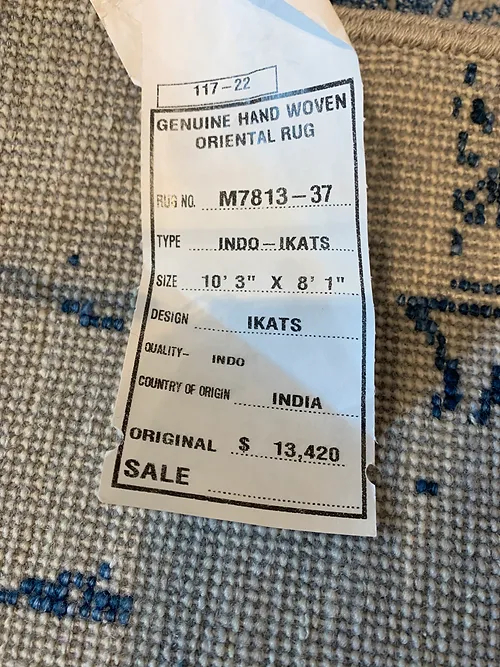 117-22
GENUINE HAND WOVEN
ORIENTAL RUG
RUG NO. M7813-37
TYPE INDO-IKATS
SIZE 10' 3" X 8' 1"
DESIGN IKATS
QUALITY- INDO
COUNTRY OF ORIGIN INDIA
ORIGINAL $ 13,420
SALE